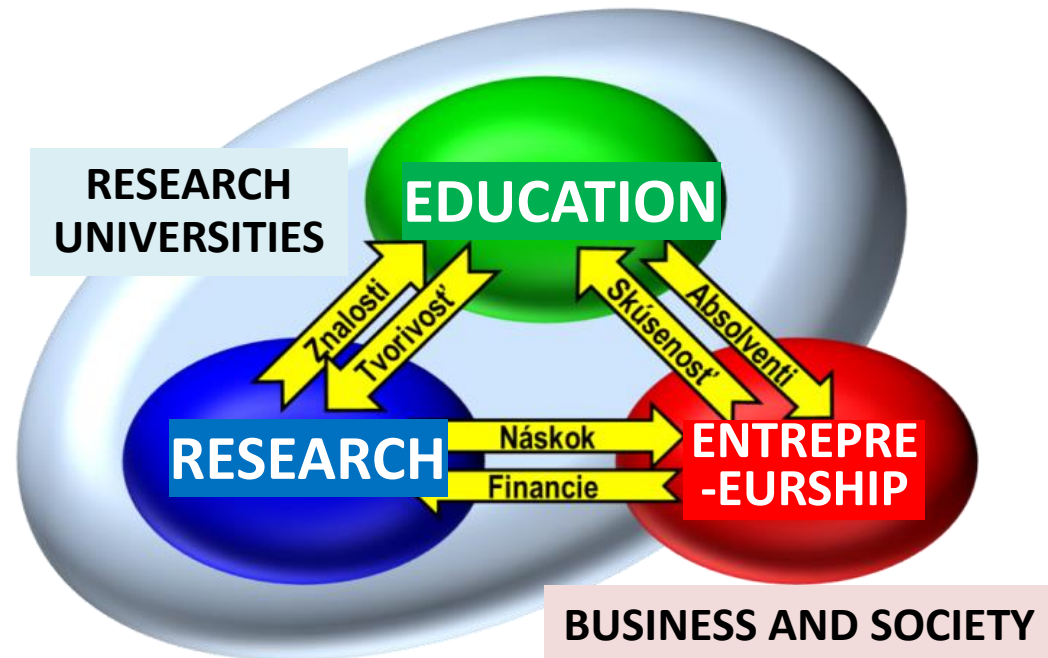 RESEARCH
UNIVERSITIES
EDUCATION
Znalosti
Tvorivosť
Skúsenosť
Absolventi
RESEARCH
Náskok
Financie
ENTREPRE
-EURSHIP
BUSINESS AND SOCIETY